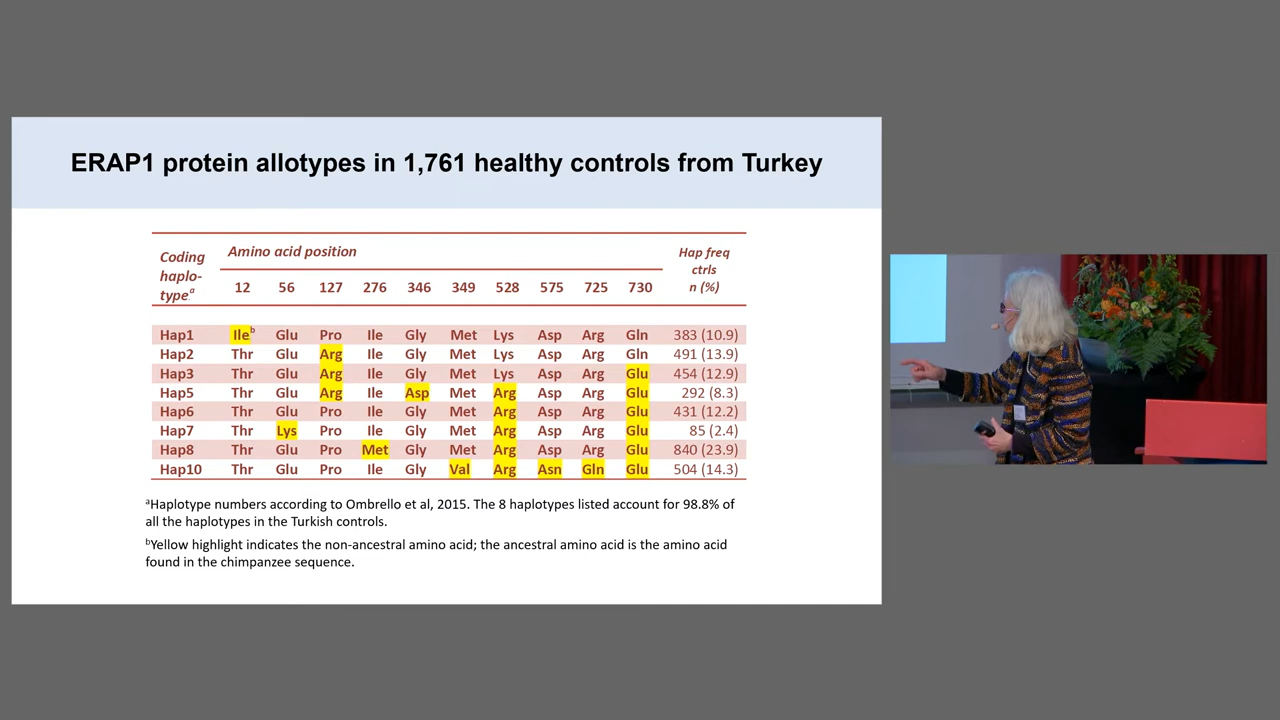 ERAP1 protein allotypes in 1,761 healthy controls from Turkey
Coding haplo-type.a Amino acid position Hap freq ctrls n (%)
12 56 127 276 346 349 528 575 725 730
Hap1 Ileb Glu Pro Ile Gly Met Lys Asp Arg Gln 383 (10.9)
Hap2 Thr Glu Arg Ile Gly Met Lys Asp Arg Gln 491 (13.9)
Hap3 Thr Glu Arg Ile Gly Met Lys Asp Arg Glu 454 (12.9)
Hap5 Thr Glu Arg Ile Asp Met Arg Asp Arg Glu 292 (8.3)
Hap6 Thr Glu Pro Ile Gly Met Arg Asp Arg Glu 431 (12.2)
Hap7 Thr Lys Pro Ile Gly Met Arg Asp Arg Glu 85 (2.4)
Hap8 Thr Glu Pro Met Gly Met Arg Asp Arg Glu 840 (23.9)
Hap10 Thr Glu Pro Ile Gly Val Arg Asn Gln Glu 504 (14.3)
aHaplotype numbers according to Ombrello et al, 2015. The 8 haplotypes listed account for 98.8% of
all the haplotypes in the Turkish controls.
bYellow highlight indicates the non-ancestral amino acid; the ancestral amino acid is the amino acid
found in the chimpanzee sequence.